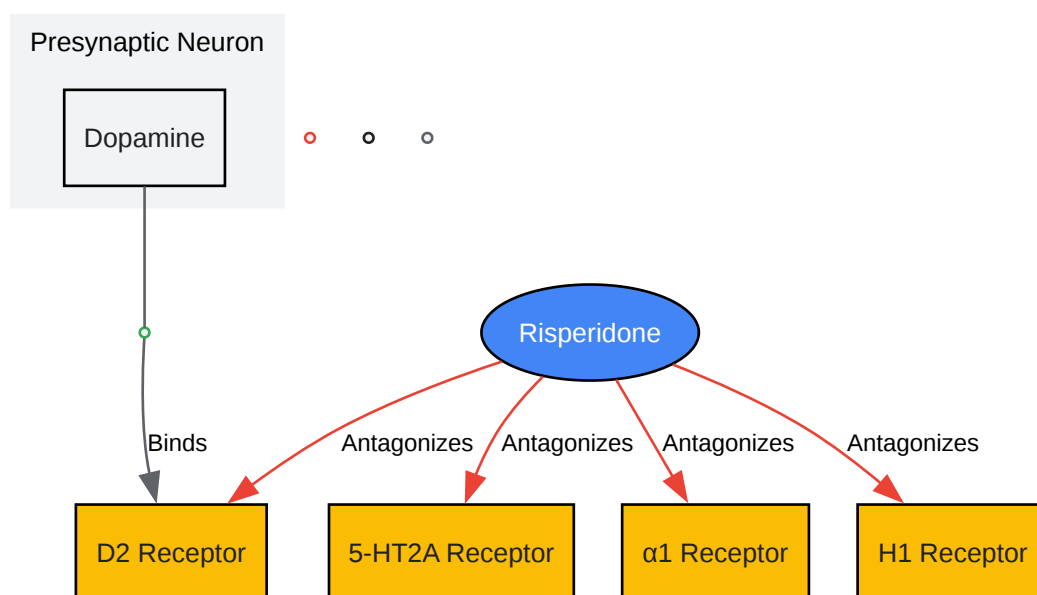 Presynaptic Neuron
Dopamine
Risperidone
Binds
Antagonizes
Antagonizes
Antagonizes
Antagonizes
D2 Receptor
5-HT2A Receptor
α1 Receptor
H1 Receptor